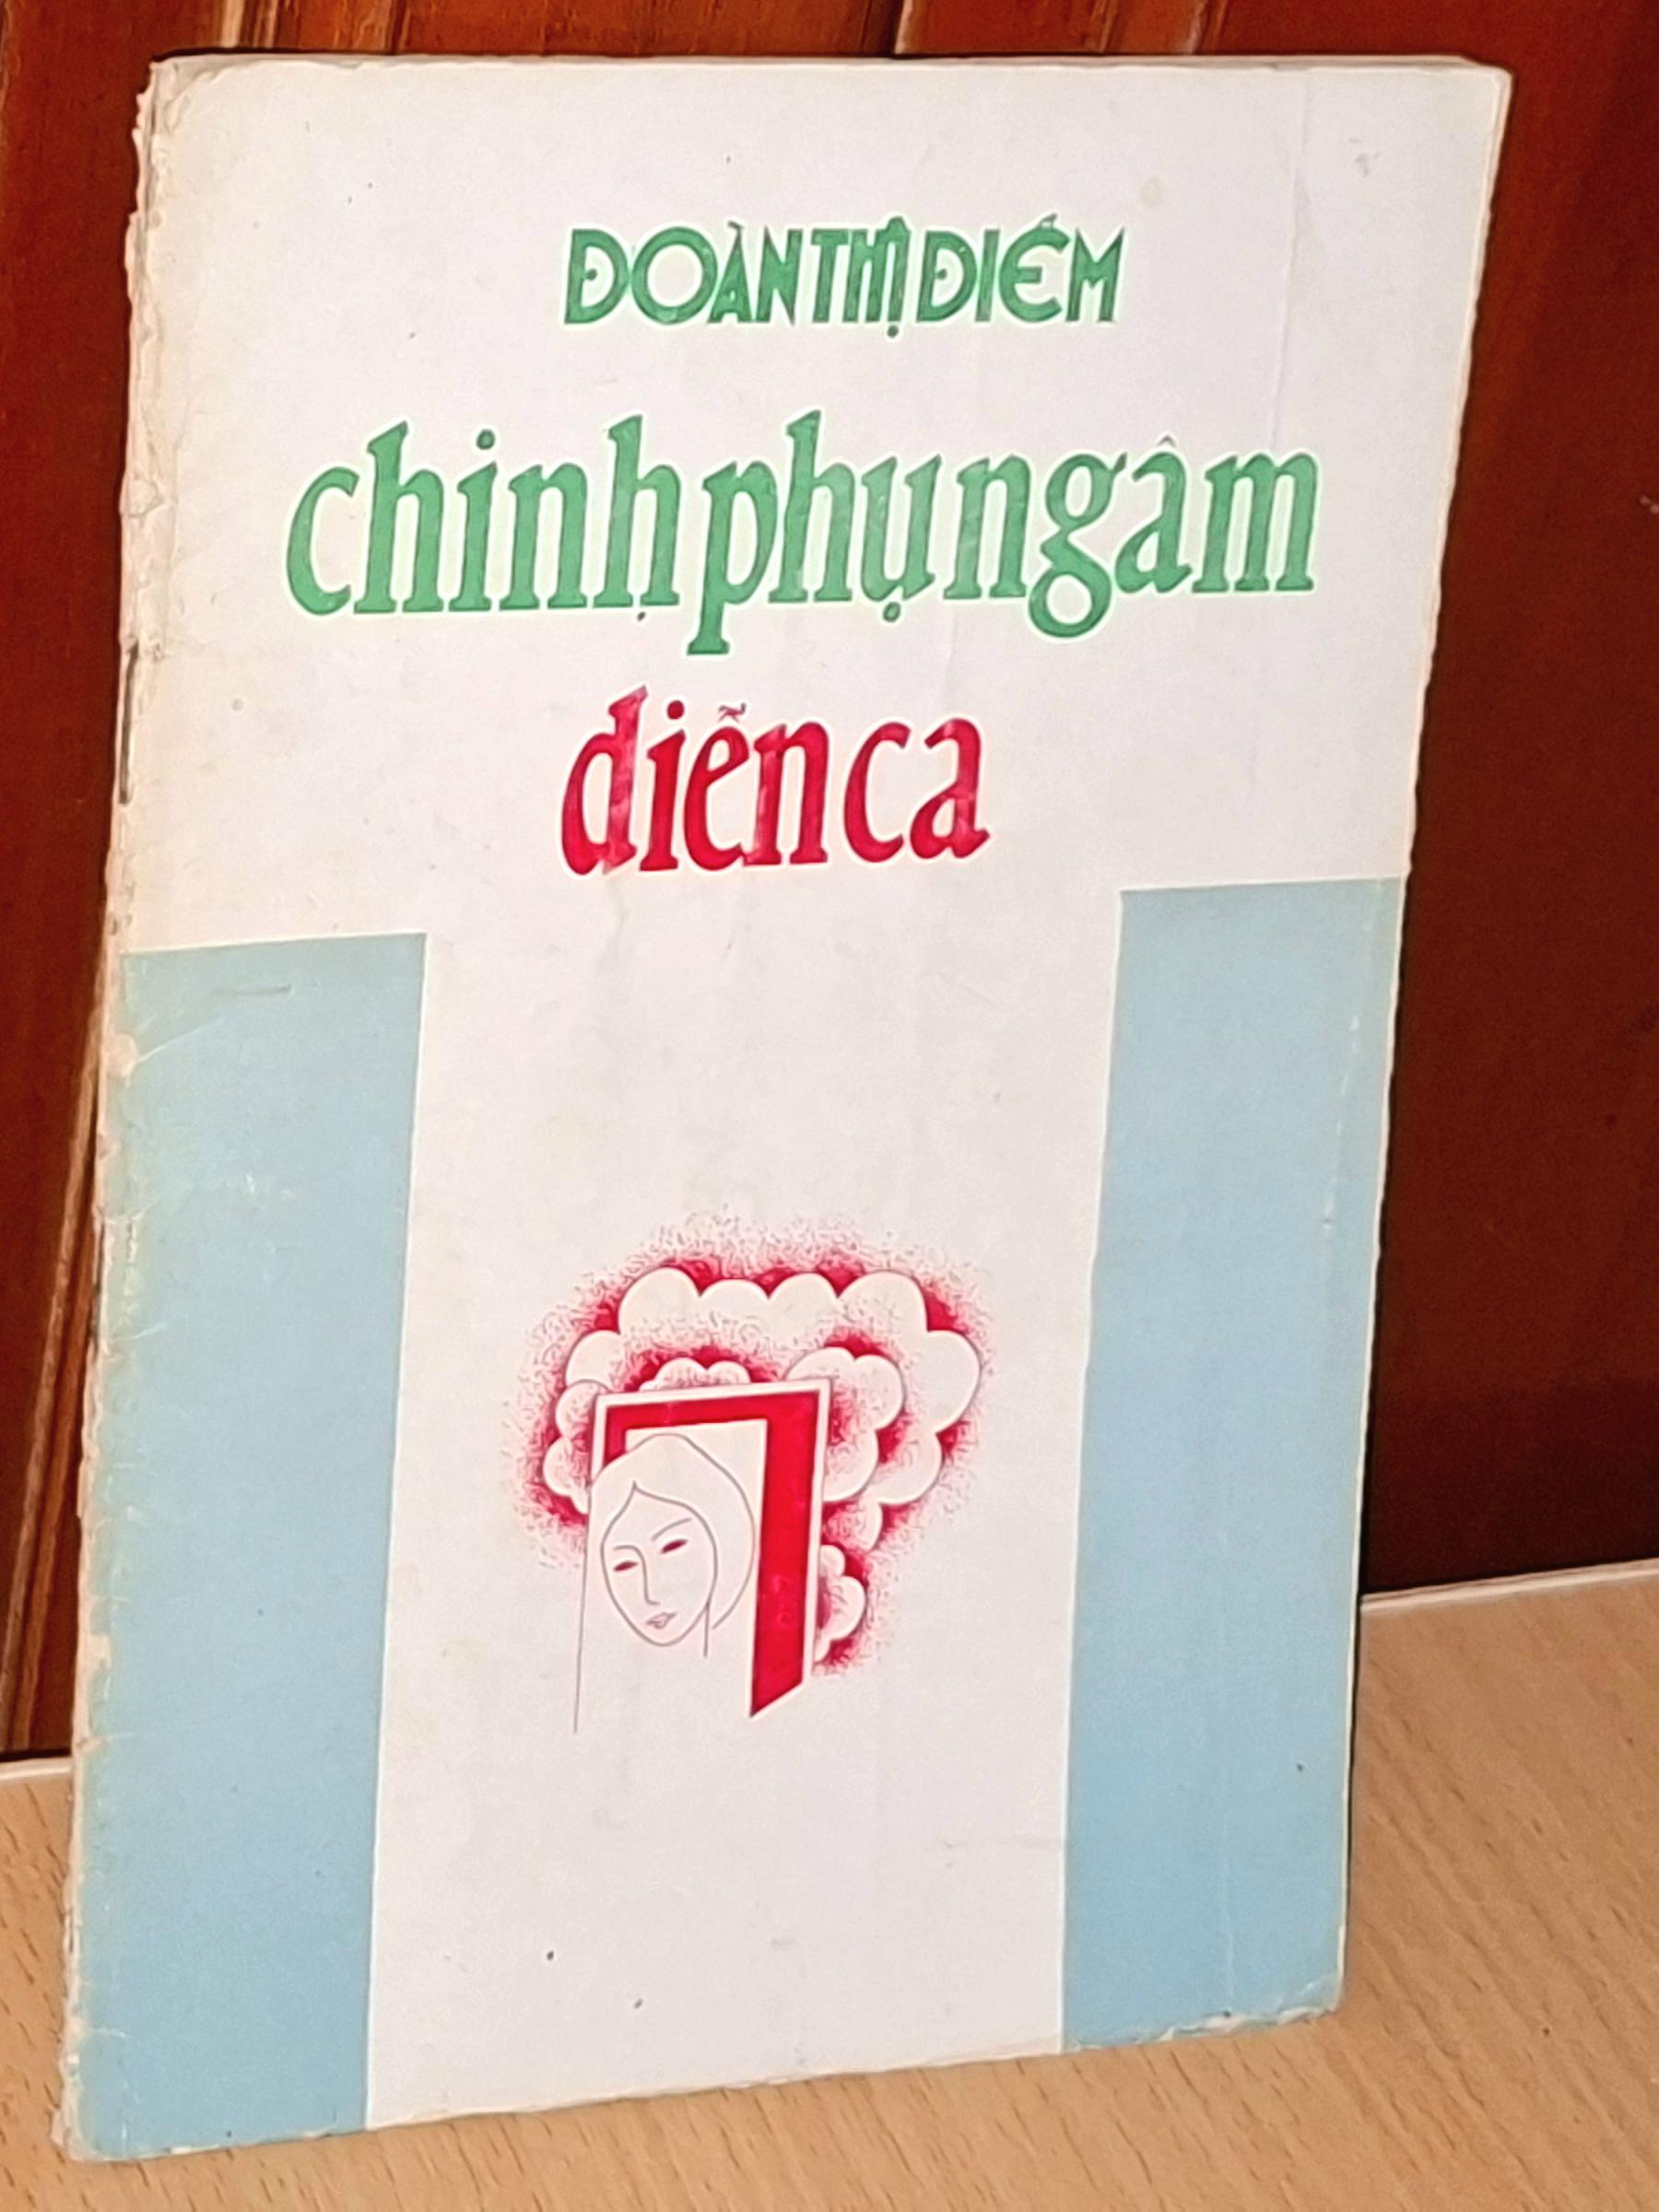 ĐOÀN THỊ ĐIỂM
chinh phụ ngâm
diễn ca